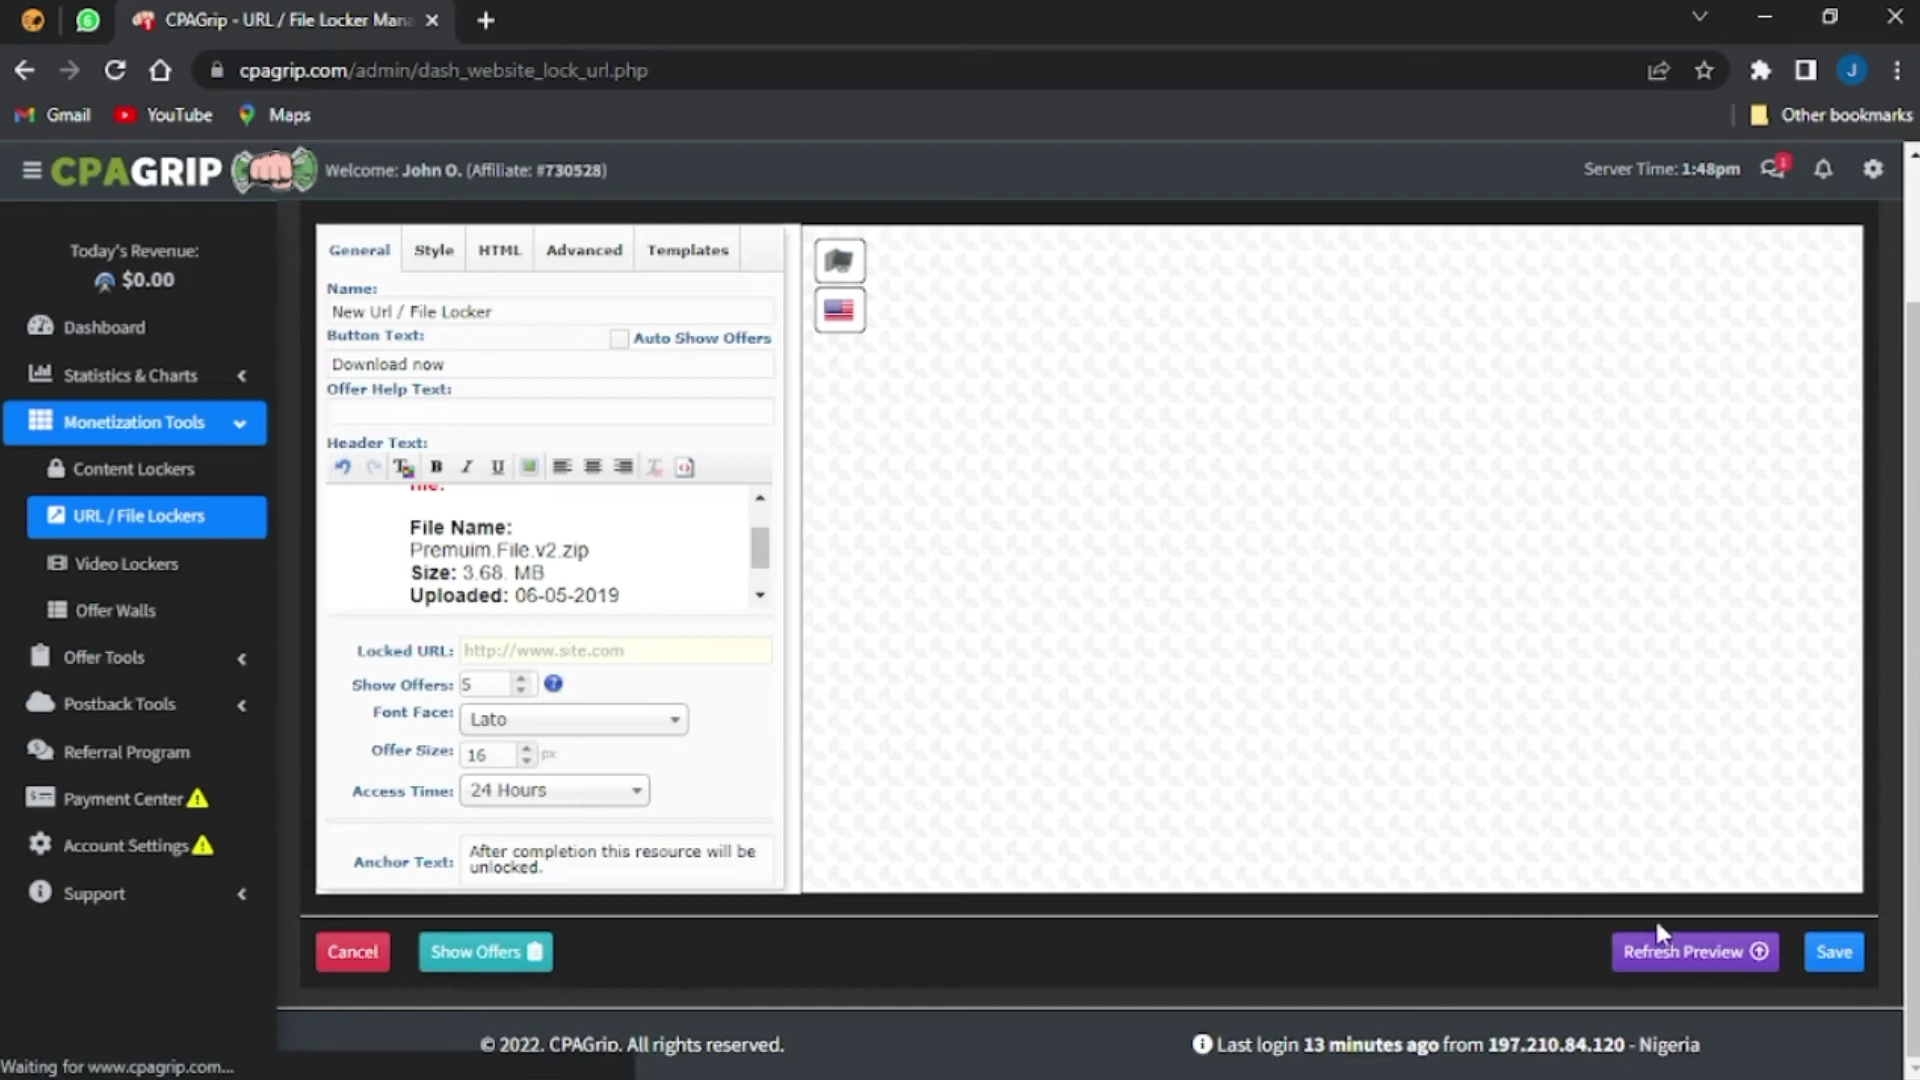 CPAGrip - URL / File Locker Mana
cpagrip.com/admin/dash_website_lock_url.php
Gmail
YouTube
Maps
Other bookmarks
CPAGRIP
Welcome: John O. (Affiliate: #730528)
Server Time: 1:48pm
1
J
6
Today's Revenue:
$0.00
Dashboard
Statistics & Charts
Monetization Tools
Content Lockers
URL / File Lockers
Video Lockers
Offer Walls
Offer Tools
Postback Tools
Referral Program
Payment Center
Account Settings
Support
General
Style
HTML
Advanced
Templates
Name:
New Url / File Locker
Button Text:
Auto Show Offers
Download now
Offer Help Text:
Header Text:
B I U
File Name:
Premuim.File.v2.zip
Size: 3.68. MB
Uploaded: 06-05-2019
Locked URL: http://www.site.com
Show Offers: 5
Font Face: Lato
Offer Size: 16 px
Access Time: 24 Hours
Anchor Text: After completion this resource will be
unlocked.
Cancel
Show Offers
Refresh Preview
Save
© 2022. CPAGrip. All rights reserved.
Last login 13 minutes ago from 197.210.84.120 - Nigeria
Waiting for www.cpagrip.com...